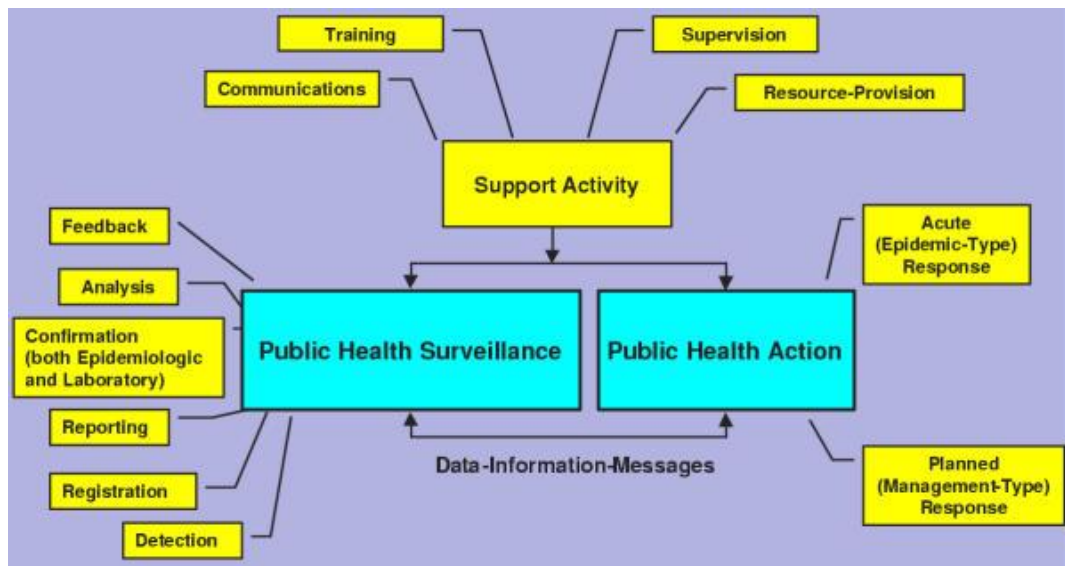 Training
Supervision
Communications
Resource-Provision
Support Activity
Feedback
Analysis
Confirmation
(both Epidemiologic
and Laboratory)
Reporting
Registration
Detection
Public Health Surveillance
Public Health Action
Acute
(Epidemic-Type)
Response
Data-Information-Messages
Planned
(Management-Type)
Response